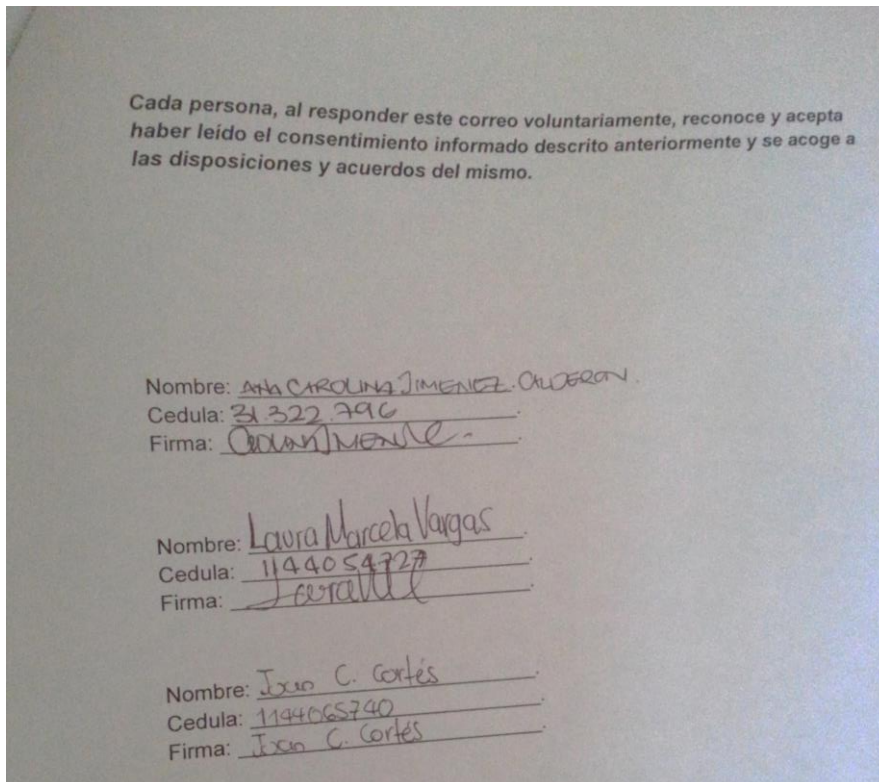 Cada persona, al responder este correo voluntariamente, reconoce y acepta
haber leído el consentimiento informado descrito anteriormente y se acoge a
las disposiciones y acuerdos del mismo.
Nombre: ANA CAROLINA JIMENEZ CALDERON.
Cedula: 31.322.796
Firma:
Nombre: Laura Marcela Vargas
Cedula: 1144054727
Firma:
Nombre: C. Cortés
Cedula: 1144065740
Firma: C. Cortés